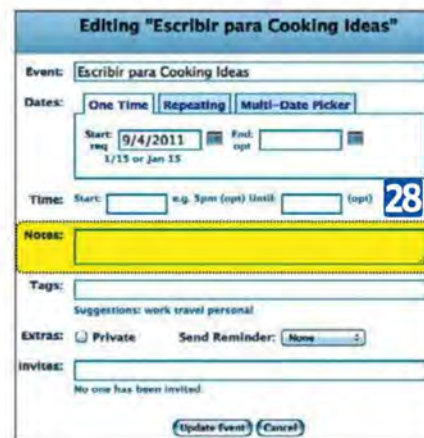 Editing "Escribir para Cooking Ideas"
Event: Escribir para Cooking Ideas
Dates: One Time Repeating Multi-Date Picker
Start: req 9/4/2011 End: opt
1/15 or Jan 15
Time: Start: e.g. 5pm (opt) Until: (opt) 28
Notes:
Tags:
Suggestions: work travel personal
Extras: Private Send Reminder: None
Invites:
No one has been invited.
Update Event Cancel